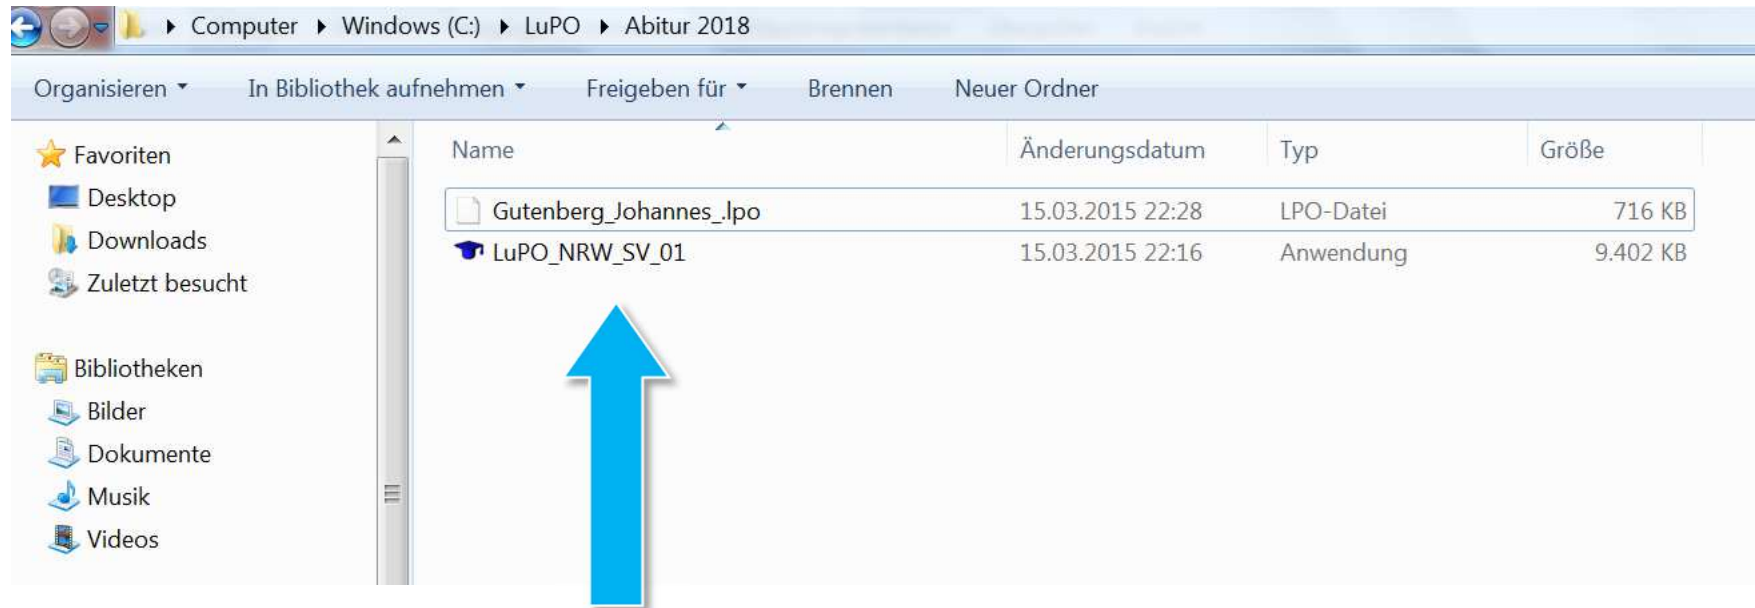 Computer Windows (C:) LuPO Abitur 2018
Organisieren In Bibliothek aufnehmen Freigeben für Brennen Neuer Ordner
Favoriten
Desktop
Downloads
Zuletzt besucht
Bibliotheken
Bilder
Dokumente
Musik
Videos
Name Änderungsdatum Typ Größe
Gutenberg_Johannes_.lpo 15.03.2015 22:28 LPO-Datei 716 KB
LuPO_NRW_SV_01 15.03.2015 22:16 Anwendung 9.402 KB